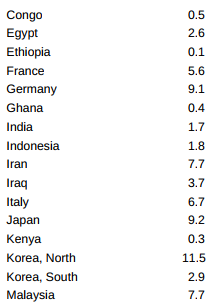 Congo 0.5
Egypt 2.6
Ethiopia 0.1
France 5.6
Germany 9.1
Ghana 0.4
India 1.7
Indonesia 1.8
Iran 7.7
Iraq 3.7
Italy 6.7
Japan 9.2
Kenya 0.3
Korea, North 11.5
Korea, South 2.9
Malaysia 7.7